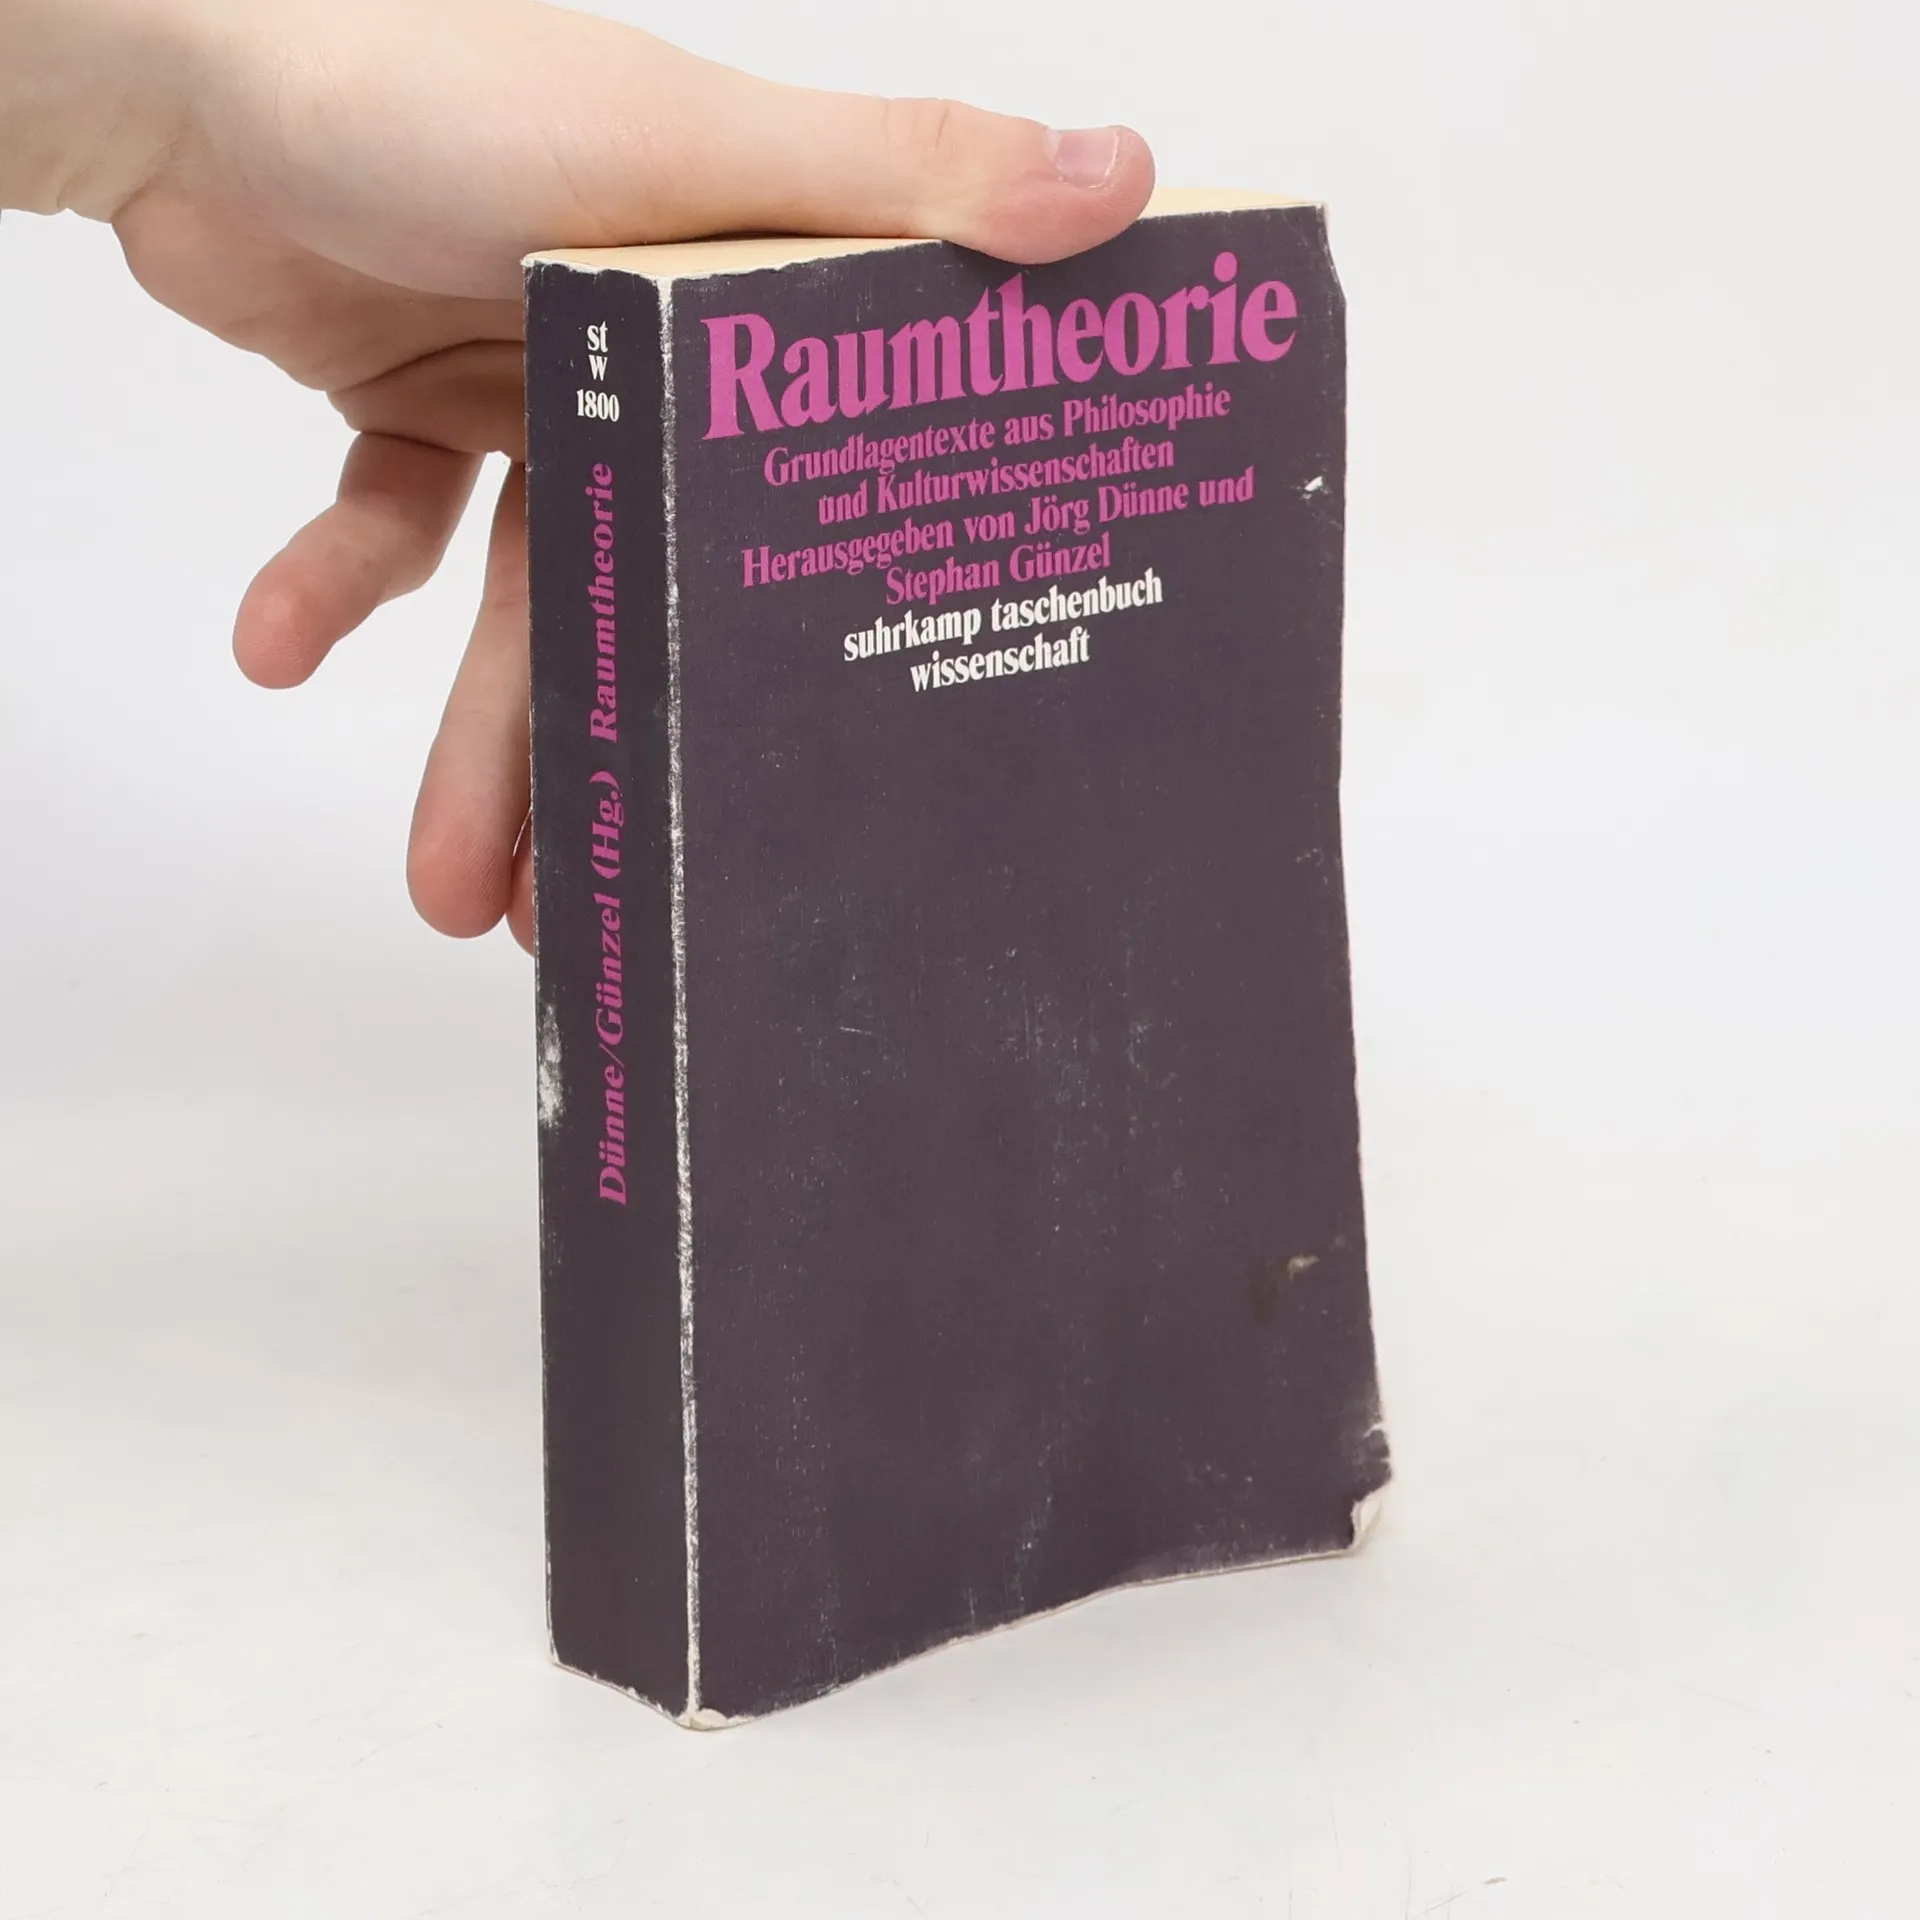 st
w
1800
Dünne/Günzel (Hg.) Raumtheorie
Raumtheorie
Grundlagentexte aus Philosophie
und Kulturwissenschaften
Herausgegeben von Jörg Dünne und
Stephan Günzel
suhrkamp taschenbuch
wissenschaft